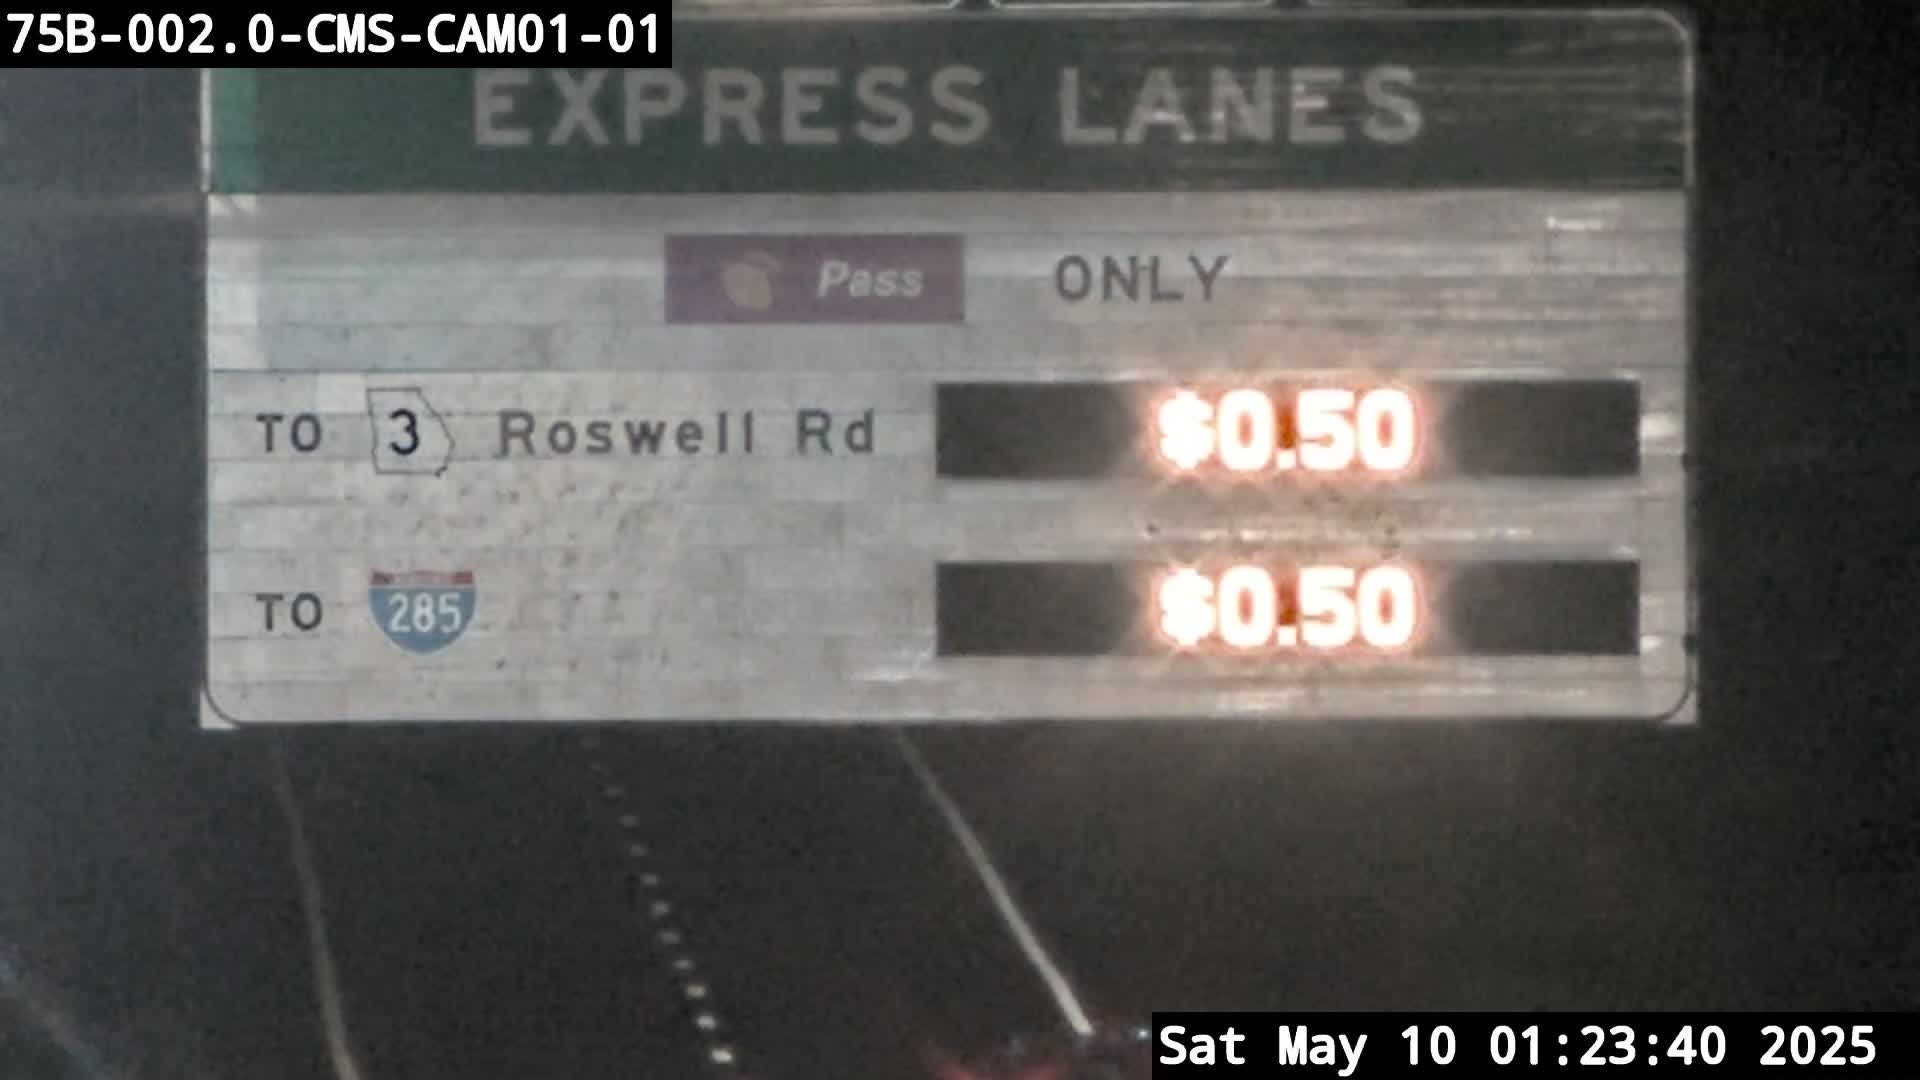 75B-002.0-CMS-CAM01-01
EXPRESS LANES
Pass ONLY
TO 3 Roswell Rd $0.50
TO 285 $0.50
Sat May 10 01:23:40 2025